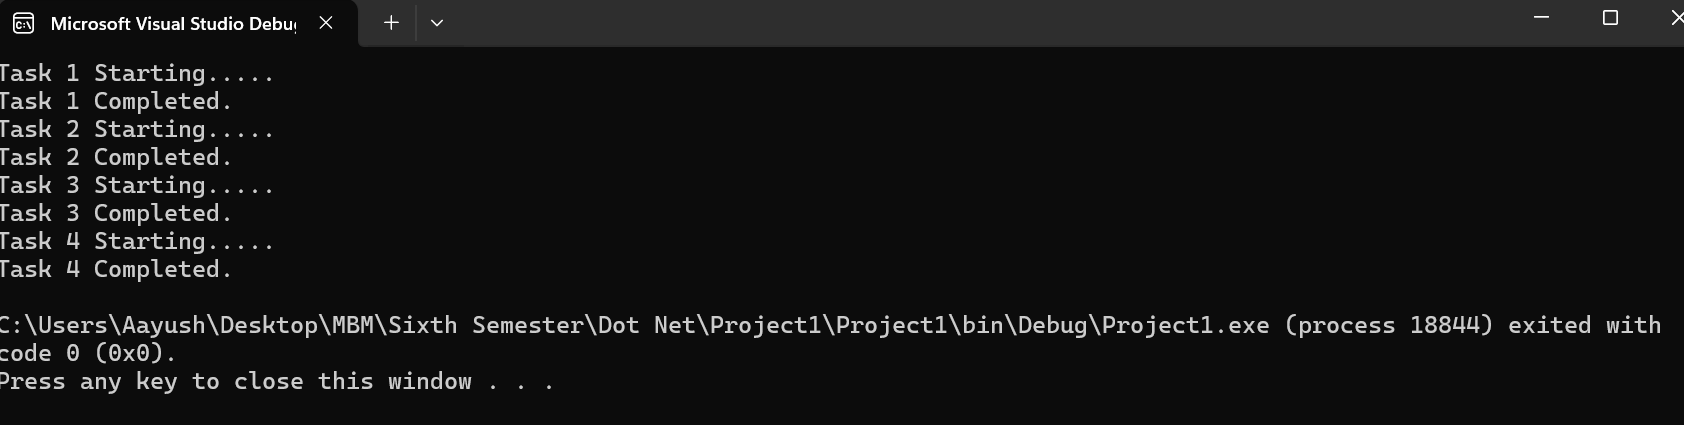 Microsoft Visual Studio Debu
Task 1 Starting.....
Task 1 Completed.
Task 2 Starting.....
Task 2 Completed.
Task 3 Starting.....
Task 3 Completed.
Task 4 Starting.....
Task 4 Completed.
C:\Users\Aayush\Desktop\MBM\Sixth Semester\Dot Net\Project1\Project1\bin\Debug\Project1.exe (process 18844) exited with
code 0 (0x0).
Press any key to close this window . . .